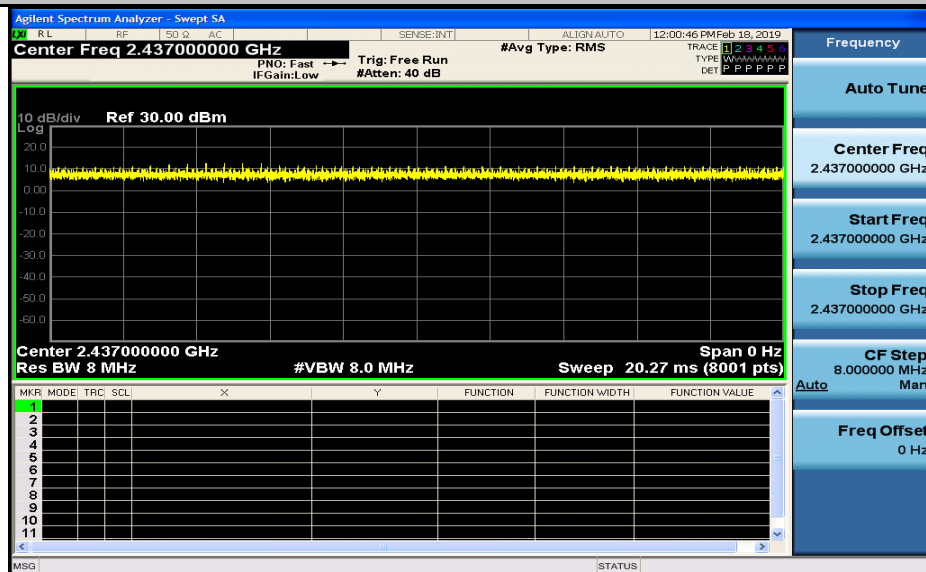 Agilent Spectrum Analyzer - Swept SA
LXI RL RF 50 Ω AC SENSE:INT ALIGN AUTO 12:00:46 PM Feb 18, 2019
Center Freq 2.437000000 GHz
#Avg Type: RMS
TRACE 1 2 3 4 5 6
PNO: Fast Trig: Free Run
TYPE WWWWWW
IFGain:Low #Atten: 40 dB
DET P P P P P P
10 dB/div Ref 30.00 dBm
Log
20.0
10.0
0.00
-10.0
-20.0
-30.0
-40.0
-50.0
-60.0
Center 2.437000000 GHz Span 0 Hz
Res BW 8 MHz #VBW 8.0 MHz Sweep 20.27 ms (8001 pts)
MKR MODE TRC SCL X Y FUNCTION FUNCTION WIDTH FUNCTION VALUE
1
2
3
4
5
6
7
8
9
10
11
MSG STATUS
Frequency
Auto Tune
Center Freq
2.437000000 GHz
Start Freq
2.437000000 GHz
Stop Freq
2.437000000 GHz
CF Step
8.000000 MHz
Auto Man
Freq Offset
0 Hz